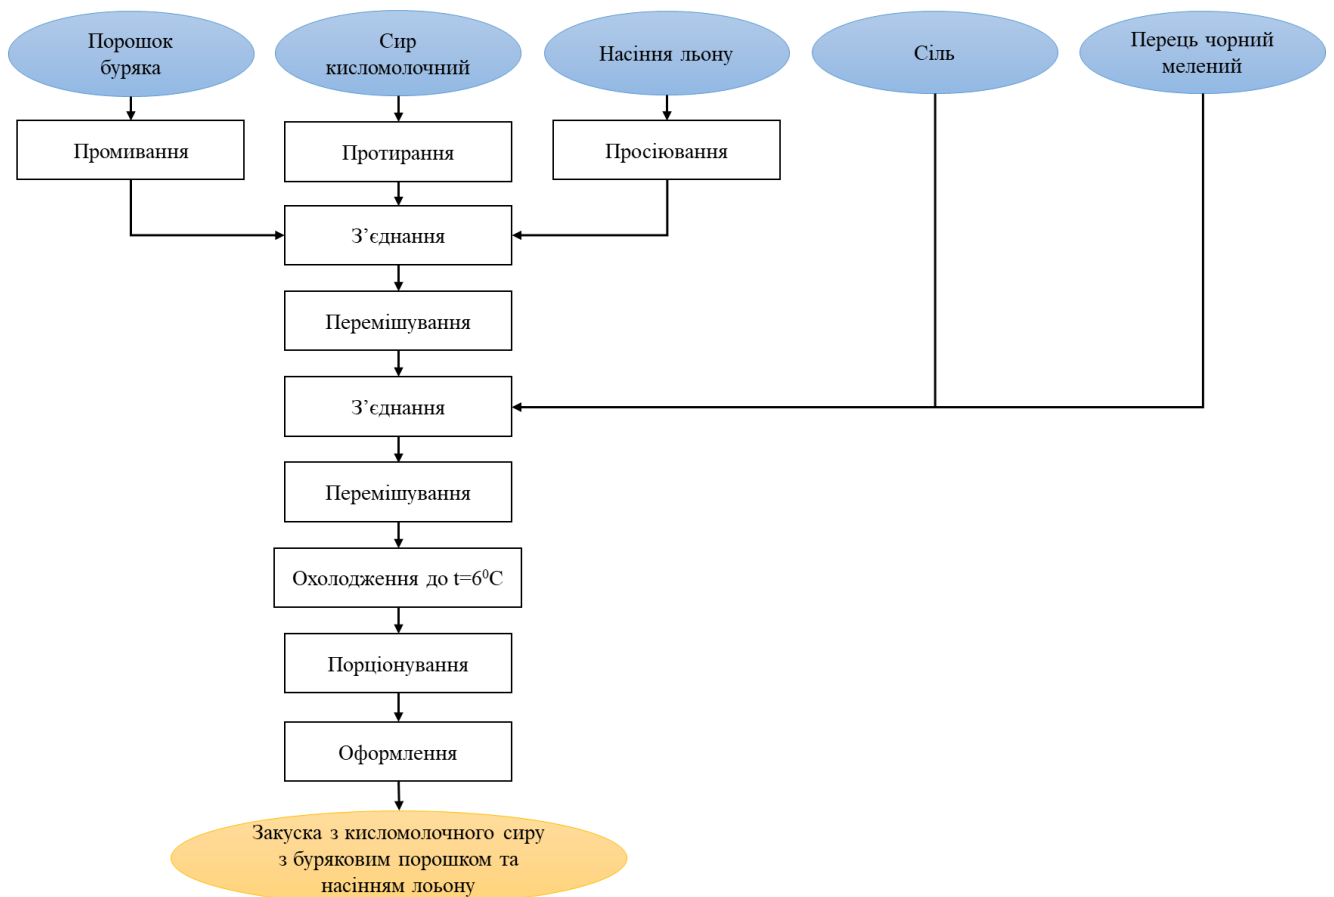 Порошок
буряка
Сир
кисломолочний
Насіння льону
Сіль
Перець чорний
мелений
Промивання
Протирання
Просіювання
З’єднання
Перемішування
З’єднання
Перемішування
Охолодження до t=6⁰С
Порціонування
Оформлення
Закуска з кисломолочного сиру
з буряковим порошком та
насінням лоьону